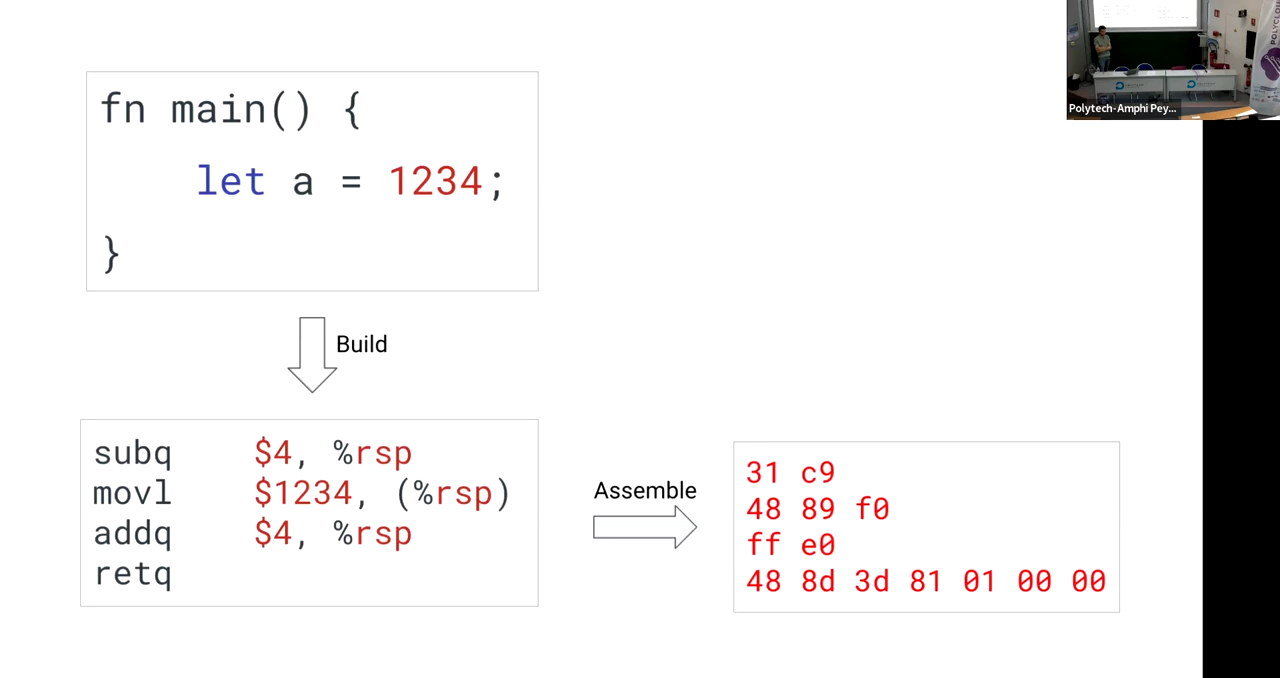 fn main() {
let a = 1234;
}
Build
subq $4, %rsp
movl $1234, (%rsp)
addq $4, %rsp
retq
Assemble
31 c9
48 89 f0
ff e0
48 8d 3d 81 01 00 00
Polytech-Amphi Pey...